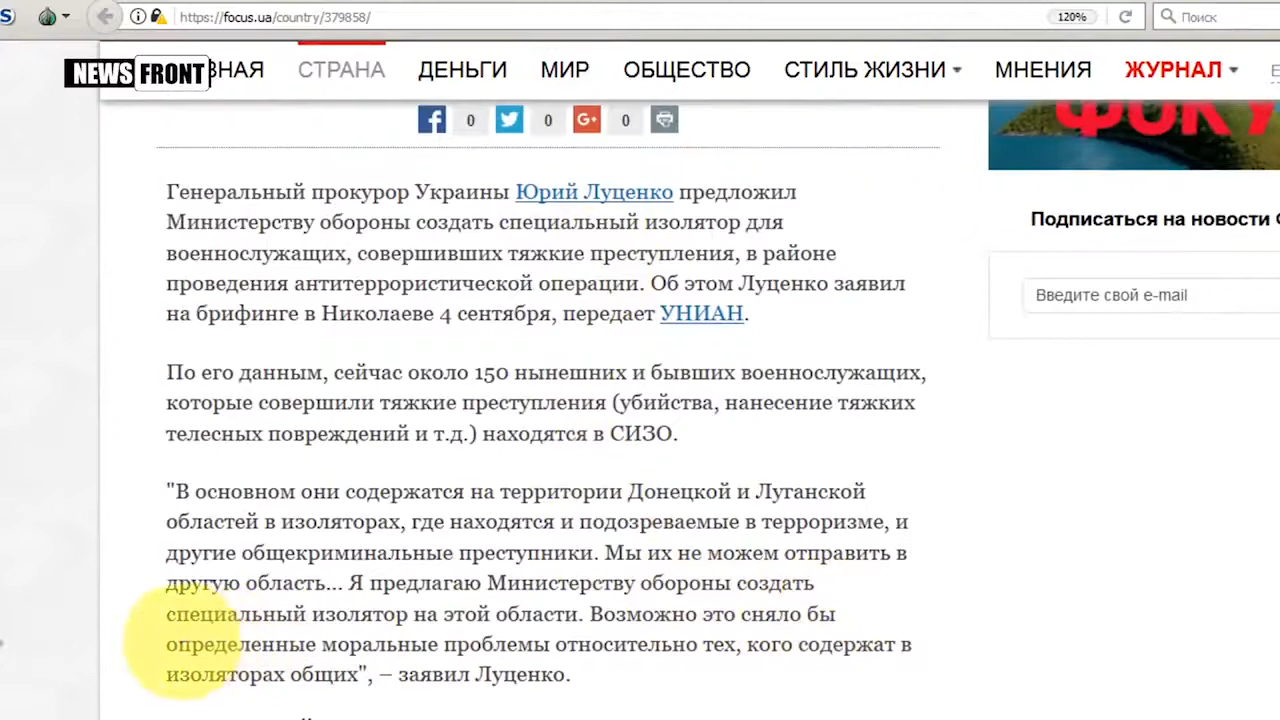 https://focus.ua/country/379858/
120%
Поиск
NEWS FRONT
СТРАНА
ДЕНЬГИ
МИР
ОБЩЕСТВО
СТИЛЬ ЖИЗНИ
МНЕНИЯ
ЖУРНАЛ
0
0
0
Генеральный прокурор Украины Юрий Луценко предложил
Министерству обороны создать специальный изолятор для
военнослужащих, совершивших тяжкие преступления, в районе
проведения антитеррористической операции. Об этом Луценко заявил
на брифинге в Николаеве 4 сентября, передает УНИАН.
По его данным, сейчас около 150 нынешних и бывших военнослужащих,
которые совершили тяжкие преступления (убийства, нанесение тяжких
телесных повреждений и т.д.) находятся в СИЗО.
"В основном они содержатся на территории Донецкой и Луганской
областей в изоляторах, где находятся и подозреваемые в терроризме, и
другие общекриминальные преступники. Мы их не можем отправить в
другую область... Я предлагаю Министерству обороны создать
специальный изолятор на этой области. Возможно это сняло бы
определенные моральные проблемы относительно тех, кого содержат в
изоляторах общих", – заявил Луценко.
Подписаться на новости
Введите свой e-mail